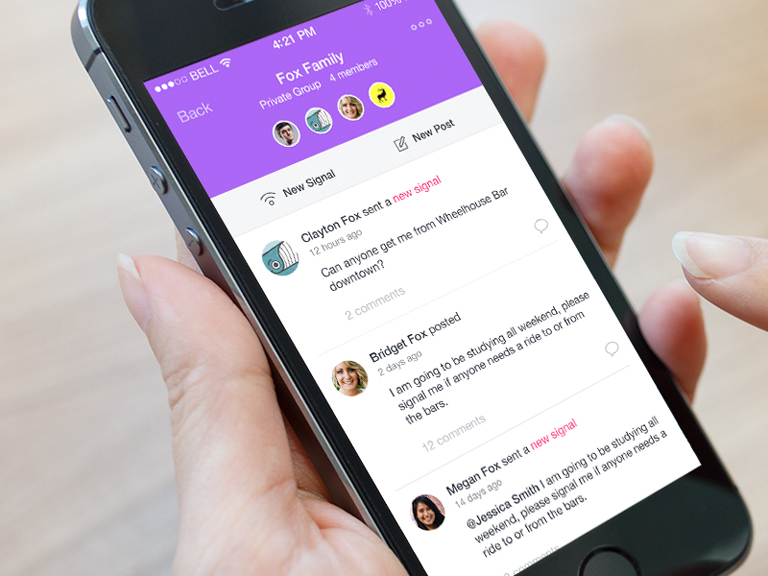 BELL 4:21 PM 100%
Back Fox Family
Private Group 4 members
New Signal New Post
Clayton Fox sent a new signal
12 hours ago
Can anyone get me from Wheelhouse Bar
downtown?
2 comments
Bridget Fox posted
2 days ago
I am going to be studying all weekend, please
signal me if anyone needs a ride to or from
the bars.
12 comments
Megan Fox sent a new signal
14 days ago
@Jessica Smith I am going to be studying all
weekend, please signal me if anyone needs a
ride to or from the bars.
comments